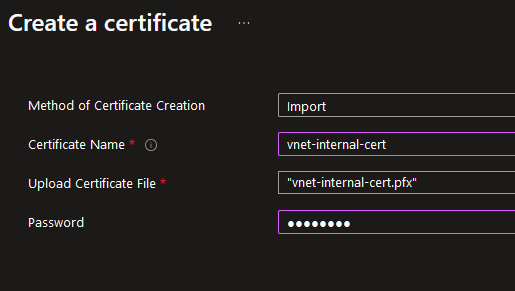 Create a certificate ...
Method of Certificate Creation Import
Certificate Name * vnet-internal-cert
Upload Certificate File * "vnet-internal-cert.pfx"
Password ●●●●●●●●